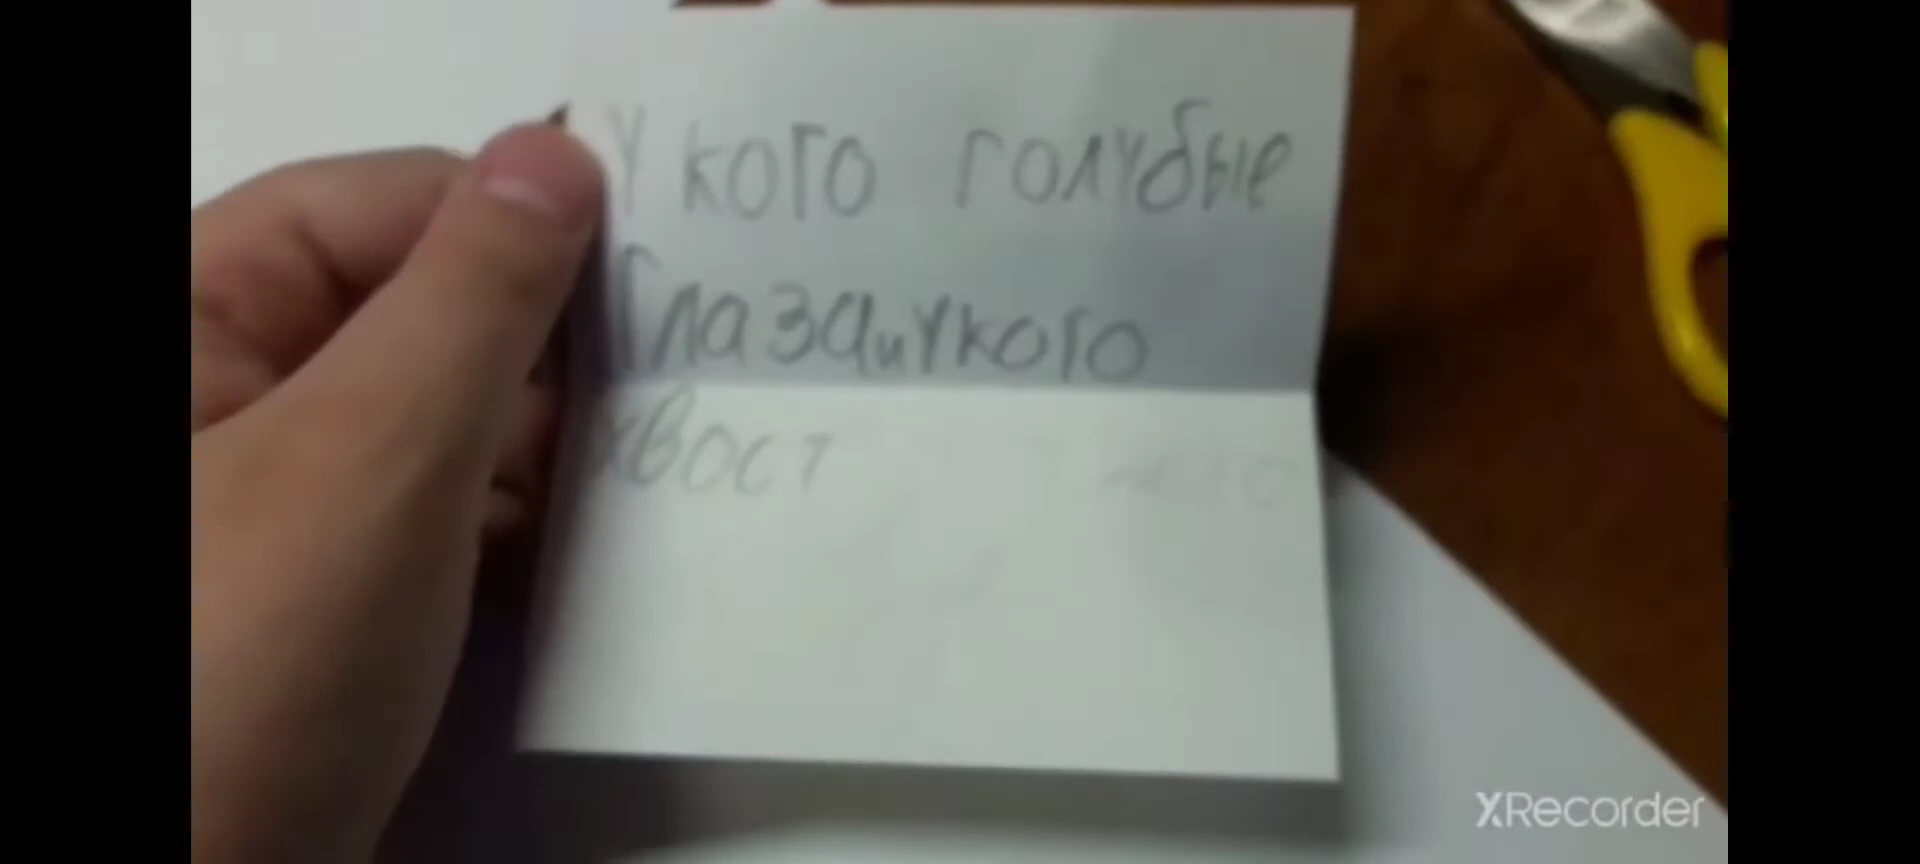 У кого голубые
Глаза и у кого
хвост
XRecorder